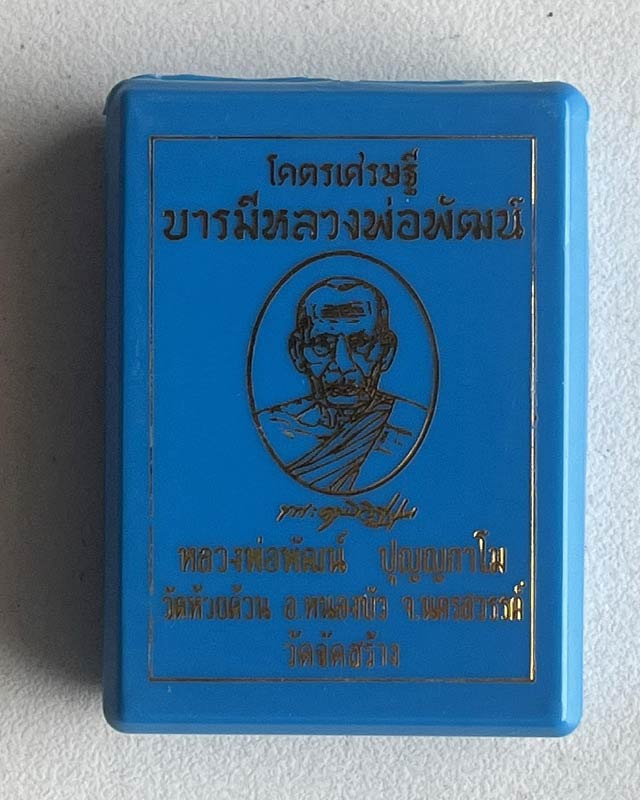 โคตรเศรษฐี
บารมีหลวงพ่อพัฒน์
หลวงพ่อพัฒน์ ปุญญกาโม
วัดห้วยด้วน อ.หนองบัว จ.นครสวรรค์
วัดจัดสร้าง